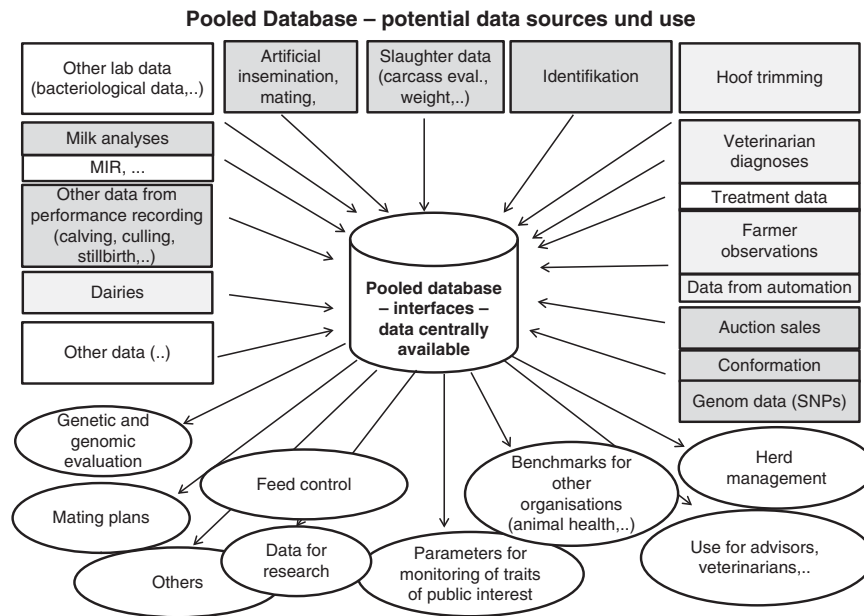 Pooled Database – potential data sources und use
Other lab data
(bacteriological data,..)
Artificial
insemination,
mating,
Slaughter data
(carcass eval.,
weight,..)
Identifikation
Hoof trimming
Milk analyses
MIR, ...
Other data from
performance recording
(calving, culling,
stillbirth,..)
Dairies
Other data (..)
Veterinarian
diagnoses
Treatment data
Farmer
observations
Data from automation
Auction sales
Conformation
Genom data (SNPs)
Pooled database
– interfaces –
data centrally
available
Genetic and
genomic
evaluation
Mating plans
Others
Feed control
Data for
research
Parameters for
monitoring of traits
of public interest
Benchmarks for
other
organisations
(animal health,..)
Herd
management
Use for advisors,
veterinarians,..